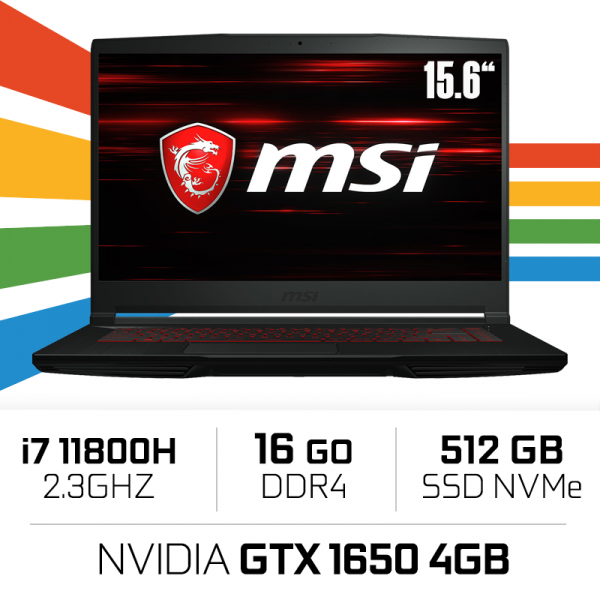 15.6“
msi
msi
i7 11800H
2.3GHZ
16 GO
DDR4
512 GB
SSD NVMe
NVIDIA GTX 1650 4GB